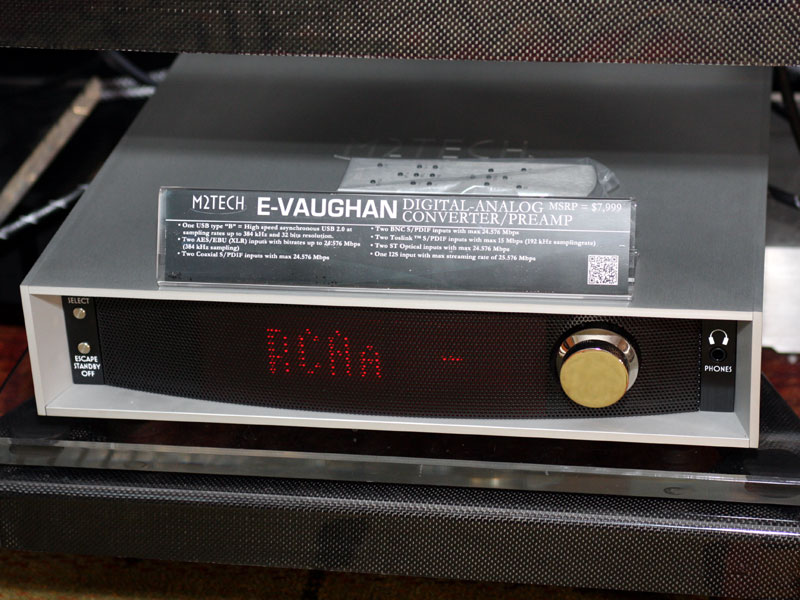 M2TECH
M2TECH E-VAUGHAN DIGITAL-ANALOG CONVERTER/PREAMP MSRP = $7,999
• One USB type "B" = High speed asynchronous USB 2.0 at
sampling rates up to 384 kHz and 32 bits resolution.
• Two AES/EBU (XLR) inputs with bitrates up to 24.576 Mbps
(384 kHz sampling)
• Two Coaxial S/PDIF inputs with max 24.576 Mbps
• Two BNC S/PDIF inputs with max 24.576 Mbps
• Two Toslink ™ S/PDIF inputs with max 15 Mbps (192 kHz samplingrate)
• Two ST Optical inputs with max 24.576 Mbps
• One I2S input with max streaming rate of 25.576 Mbps
SELECT
ESCAPE
STANDBY
OFF
RCAa ---
PHONES